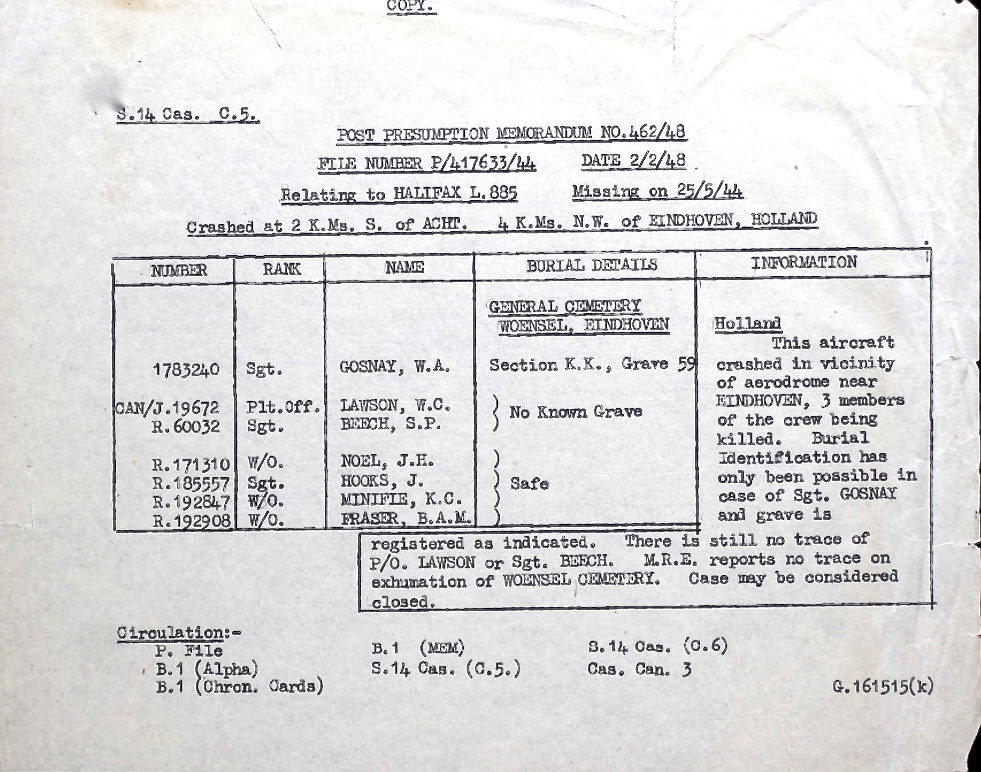 COPY.
S.14 Cas. C.5.
POST PRESUMPTION MEMORANDUM NO.462/48
FILE NUMBER P/417633/44 DATE 2/2/48.
Relating to HALIFAX L.885 Missing on 25/5/44
Crashed at 2 K.Ms. S. of ACHT. 4 K.Ms. N.W. of EINDHOVEN, HOLLAND
NUMBER RANK NAME BURIAL DETAILS INFORMATION
GENERAL CEMETERY
WOENSEL, EINDHOVEN
1783240 Sgt. GOSNAY, W.A. Section K.K., Grave 59
CAN/J.19672 Plt.Off. LAWSON, W.C.
R.60032 Sgt. BEECH, S.P.
} No Known Grave
R.171310 W/O. NOEL, J.H.
R.185557 Sgt. HOOKS, J.
R.192847 W/O. MINIFIE, K.C.
R.192908 W/O. FRASER, B.A.M.
} Safe
Holland
This aircraft
crashed in vicinity
of aerodrome near
EINDHOVEN, 3 members
of the crew being
killed. Burial
Identification has
only been possible in
case of Sgt. GOSNAY
and grave is
registered as indicated. There is still no trace of
P/O. LAWSON or Sgt. BEECH. M.R.E. reports no trace on
exhumation of WOENSEL CEMETERY. Case may be considered
closed.
Circulation:-
P. File B.1 (MEM) S.14 Cas. (C.6)
B.1 (Alpha) S.14 Cas. (C.5.) Cas. Can. 3
B.1 (Chron. Cards) G.161515(k)